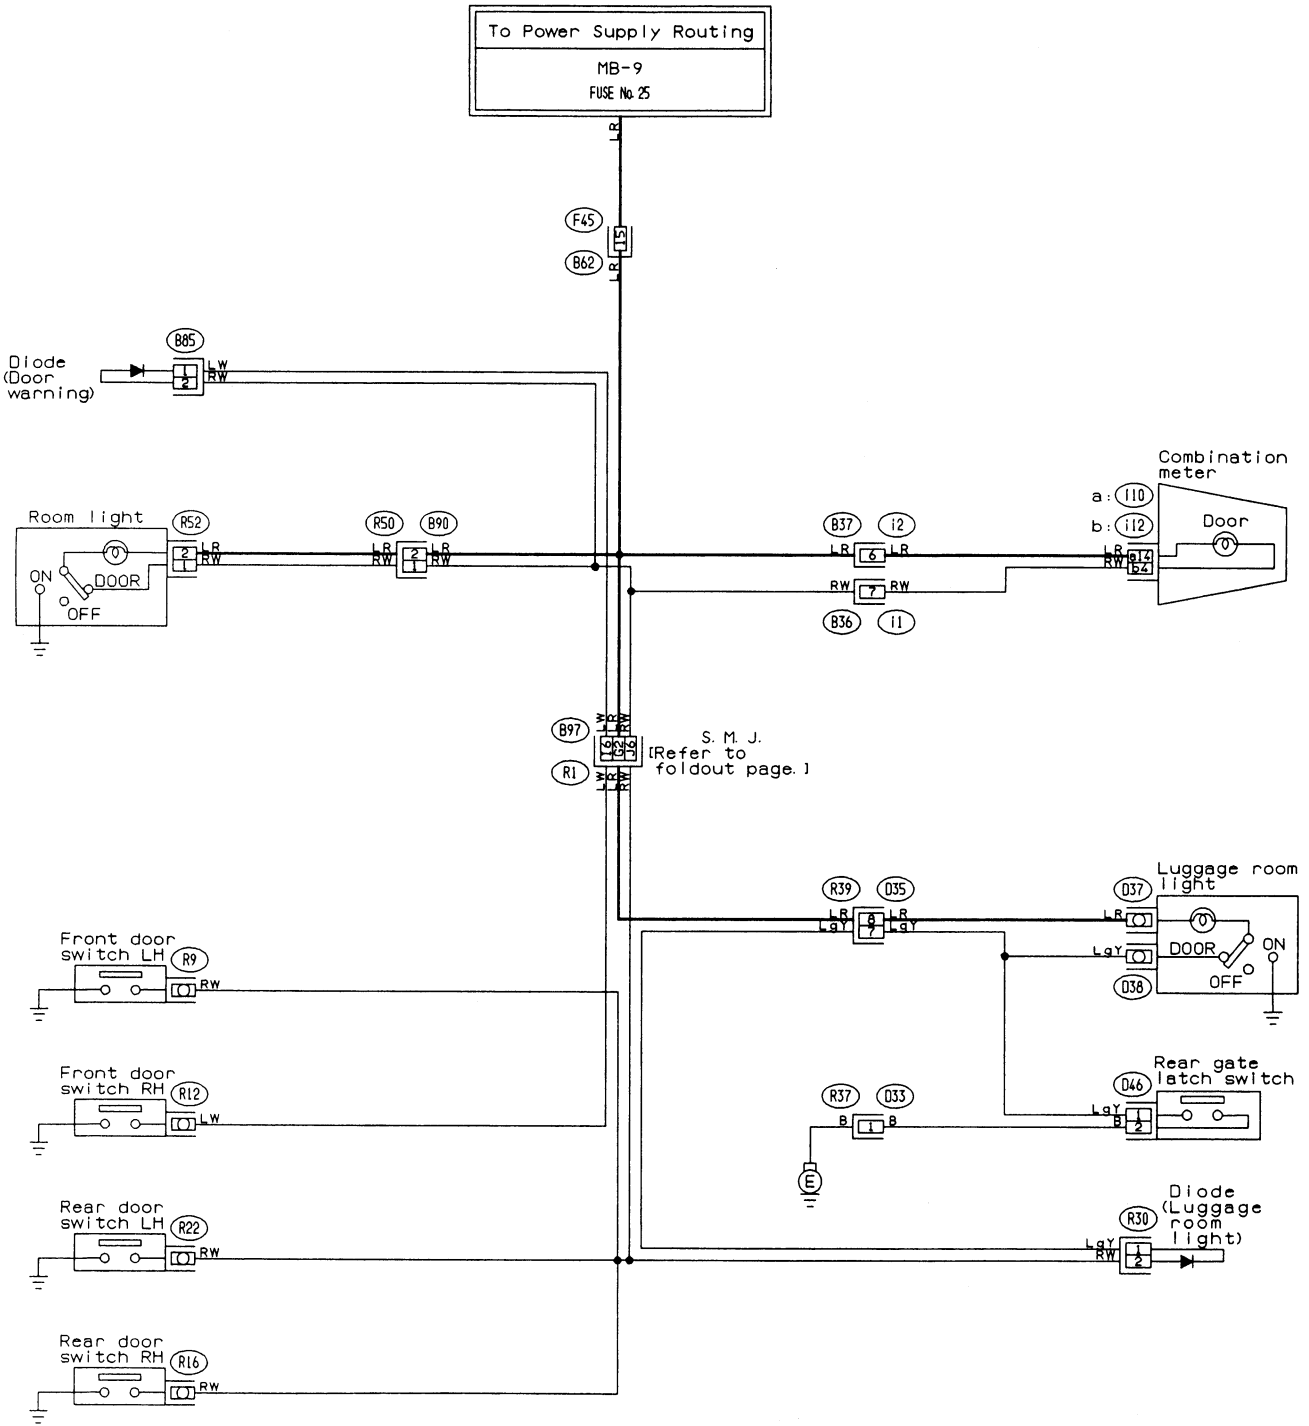 To Power Supply Routing
MB-9
FUSE No. 25
LR
F45
15
B62
LR
B85
Diode
(Door
warning)
1
2
LW
RW
Combination
meter
a: i10
b: i12
Door
Room light
R52
R50
B90
B37
i2
2
1
LR
RW
LR
RW
2
1
LR
RW
LR
6
LR
LR
RW
a14
b4
ON
DOOR
OFF
RW
7
RW
B36
i1
B97
LW
LR
RW
I6
G2
J6
S. M. J.
[Refer to
foldout page. ]
R1
LW
LR
RW
Luggage room
light
R39
D35
D37
LR
LgY
8
7
LR
LgY
LR
LgY
DOOR
ON
OFF
D38
Front door
switch LH
R9
RW
Front door
switch RH
R12
LW
Rear gate
latch switch
D46
R37
D33
B
1
B
LgY
B
1
2
E
Rear door
switch LH
R22
RW
Diode
(Luggage
room
light)
R30
LgY
RW
1
2
Rear door
switch RH
R16
RW